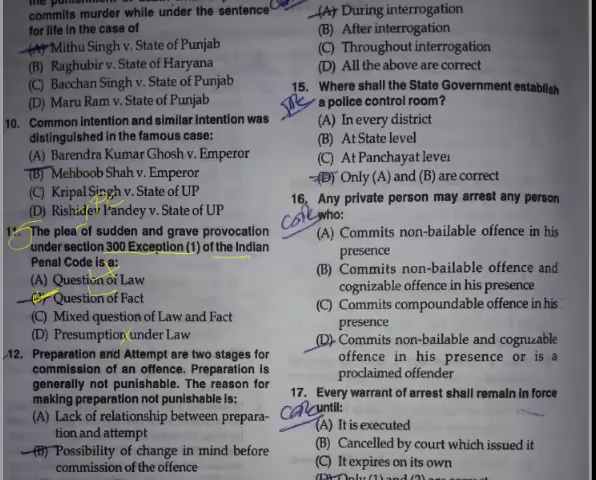 commits murder while under the sentence
for life in the case of
(A) Mithu Singh v. State of Punjab
(B) Raghubir v. State of Haryana
(C) Bacchan Singh v. State of Punjab
(D) Maru Ram v. State of Punjab
10. Common intention and similar intention was
distinguished in the famous case:
(A) Barendra Kumar Ghosh v. Emperor
(B) Mehboob Shah v. Emperor
(C) Kripal Singh v. State of UP
(D) Rishidev Pandey v. State of UP
11. The plea of sudden and grave provocation
under section 300 Exception (1) of the Indian
Penal Code is a:
(A) Question of Law
(B) Question of Fact
(C) Mixed question of Law and Fact
(D) Presumption under Law
12. Preparation and Attempt are two stages for
commission of an offence. Preparation is
generally not punishable. The reason for
making preparation not punishable is:
(A) Lack of relationship between prepara-
tion and attempt
(B) Possibility of change in mind before
commission of the offence
(A) During interrogation
(B) After interrogation
(C) Throughout interrogation
(D) All the above are correct
15. Where shall the State Government establish
a police control room?
(A) In every district
(B) At State level
(C) At Panchayat level
(D) Only (A) and (B) are correct
16. Any private person may arrest any person
who:
(A) Commits non-bailable offence in his
presence
(B) Commits non-bailable offence and
cognizable offence in his presence
(C) Commits compoundable offence in his
presence
(D) Commits non-bailable and cognizable
offence in his presence or is a
proclaimed offender
17. Every warrant of arrest shall remain in force
until:
(A) It is executed
(B) Cancelled by court which issued it
(C) It expires on its own